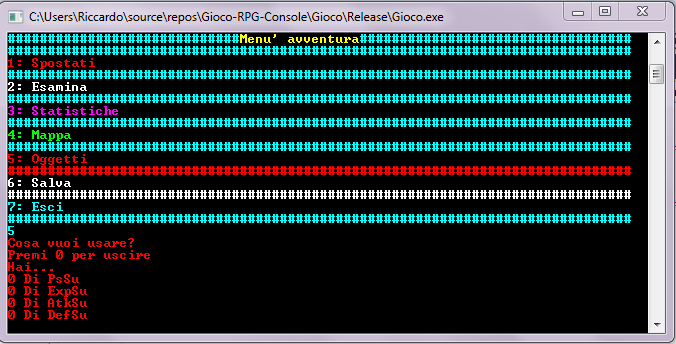 C:\Users\Riccardo\source\repos\Gioco-RPG-Console\Gioco\Release\Gioco.exe
#############################Menu' avventura##################################
##############################################################################
1: Spostati
##############################################################################
2: Esamina
##############################################################################
3: Statistiche
##############################################################################
4: Mappa
##############################################################################
5: Oggetti
##############################################################################
6: Salva
##############################################################################
7: Esci
##############################################################################
5
Cosa vuoi usare?
Premi 0 per uscire
Hai...
0 Di PsSu
0 Di ExpSu
0 Di AtkSu
0 Di DefSu